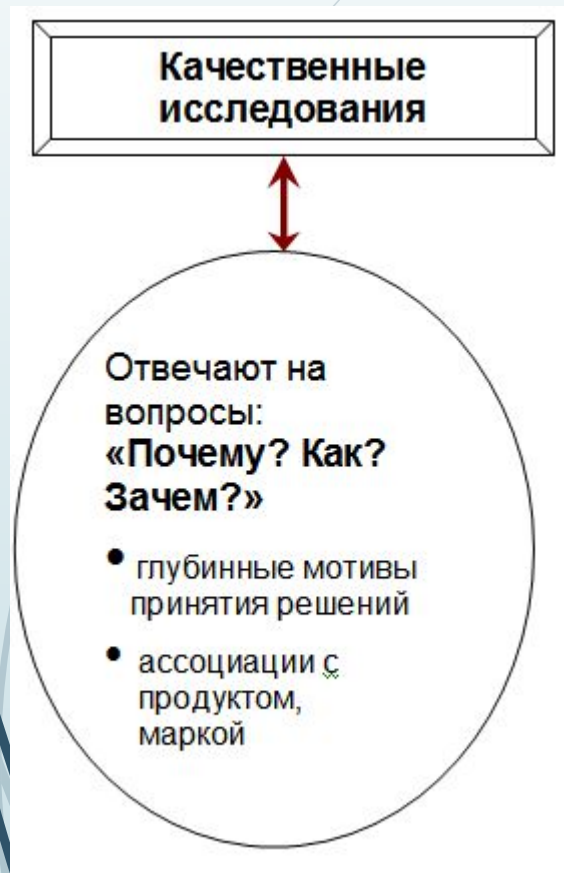 Качественные
исследования
Отвечают на
вопросы:
«Почему? Как?
Зачем?»
• глубинные мотивы
принятия решений
• ассоциации с
продуктом,
маркой